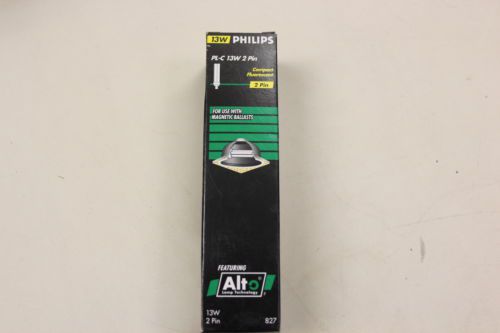 13W PHILIPS
PL-C 13W 2 Pin
Compact
Fluorescent
2 Pin
FOR USE WITH
MAGNETIC BALLASTS
FEATURING
Alto
Lamp Technology
13W
2 Pin 827